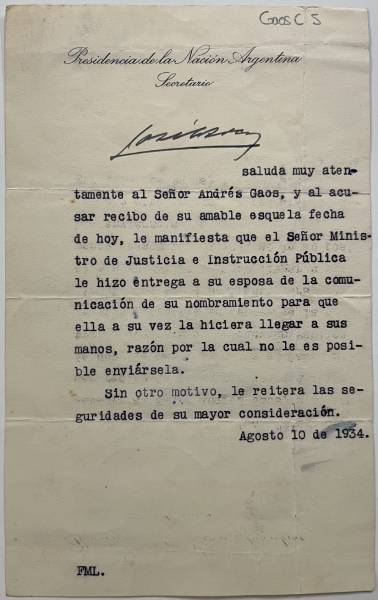 Gaos C 5
Presidencia de la Nación Argentina
Secretario
saluda muy aten-
tamente al Señor Andrés Gaos, y al acu-
sar recibo de su amable esquela fecha
de hoy, le manifiesta que el Señor Minis-
tro de Justicia e Instrucción Pública
le hizo entrega a su esposa de la comu-
nicación de su nombramiento para que
ella a su vez la hiciera llegar a sus
manos, razón por la cual no le es posi-
ble enviársela.
Sin otro motivo, le reitera las se-
guridades de su mayor consideración.
Agosto 10 de 1934.
FML.